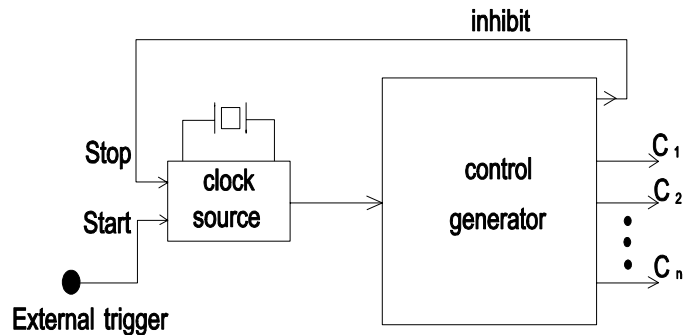 inhibit
Stop
clock
source
Start
External trigger
control
generator
C 1
C 2
C n